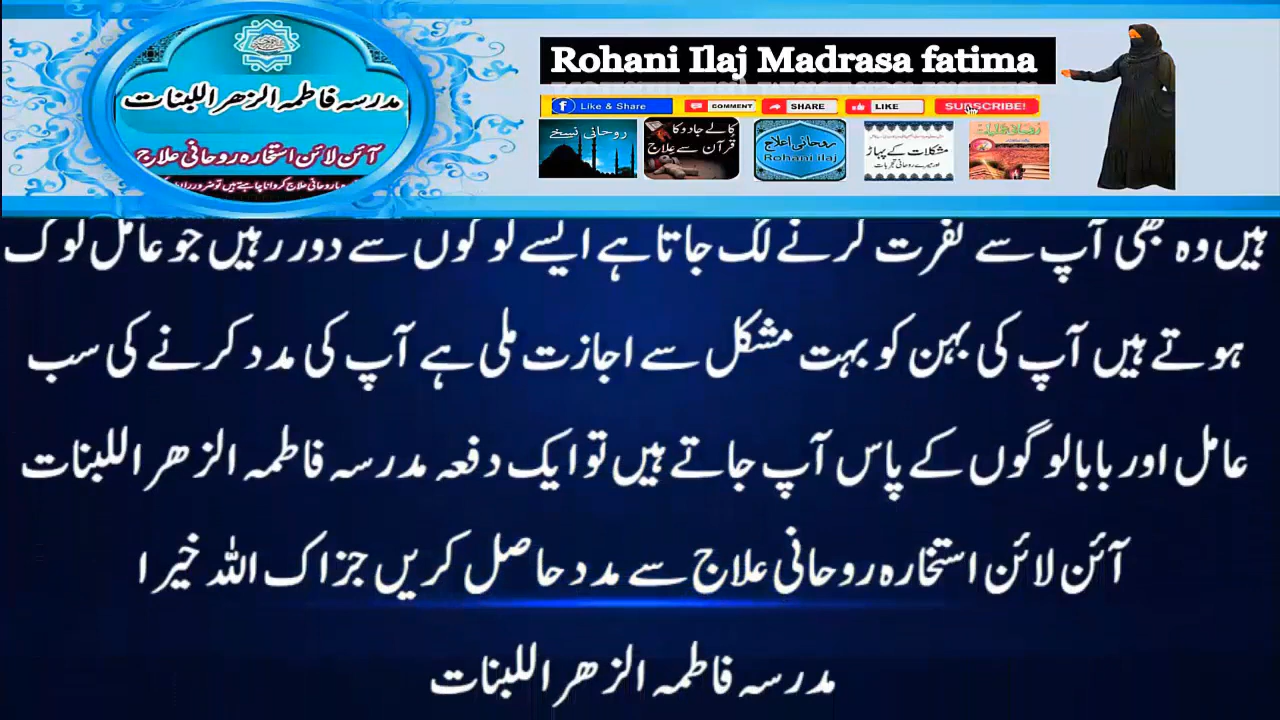 مدرسہ فاطمہ الزھرا اللبنات
آئن لائن استخارہ روحانی علاج
Rohani Ilaj Madrasa fatima
Like & Share
COMMENT
SHARE
LIKE
SUBSCRIBE!
روحانی نسخے
کالے جادو کا
قرآن سے علاج
روحانی علاج
Rohani ilaj
مشکلات کے پہاڑ
ہیں وہ بھی آپ سے نفرت کرنے لگ جاتا ہے ایسے لوگوں سے دور رہیں جو عامل لوگ
ہوتے ہیں آپ کی بہن کو بہت مشکل سے اجازت ملی ہے آپ کی مدد کرنے کی سب
عامل اور بابا لوگوں کے پاس آپ جاتے ہیں تو ایک دفعہ مدرسہ فاطمہ الزھرا اللبنات
آئن لائن استخارہ روحانی علاج سے مدد حاصل کریں جزاک اللہ خیرا
مدرسہ فاطمہ الزھرا اللبنات